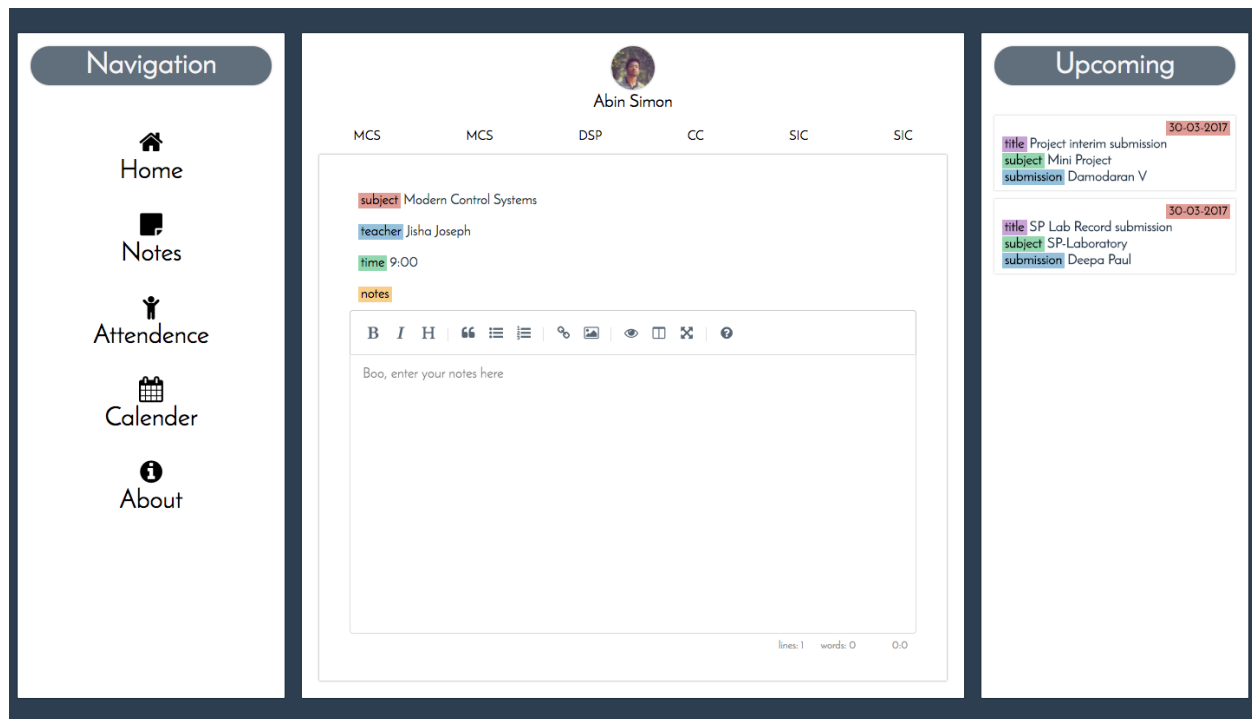 Navigation
Home
Notes
Attendence
Calender
About
Abin Simon
MCS MCS DSP CC SIC SIC
subject Modern Control Systems
teacher Jisha Joseph
time 9:00
notes
B I H
Boo, enter your notes here
lines: 1 words: 0 0:0
Upcoming
30-03-2017
title Project interim submission
subject Mini Project
submission Damodaran V
30-03-2017
title SP Lab Record submission
subject SP-Laboratory
submission Deepa Paul